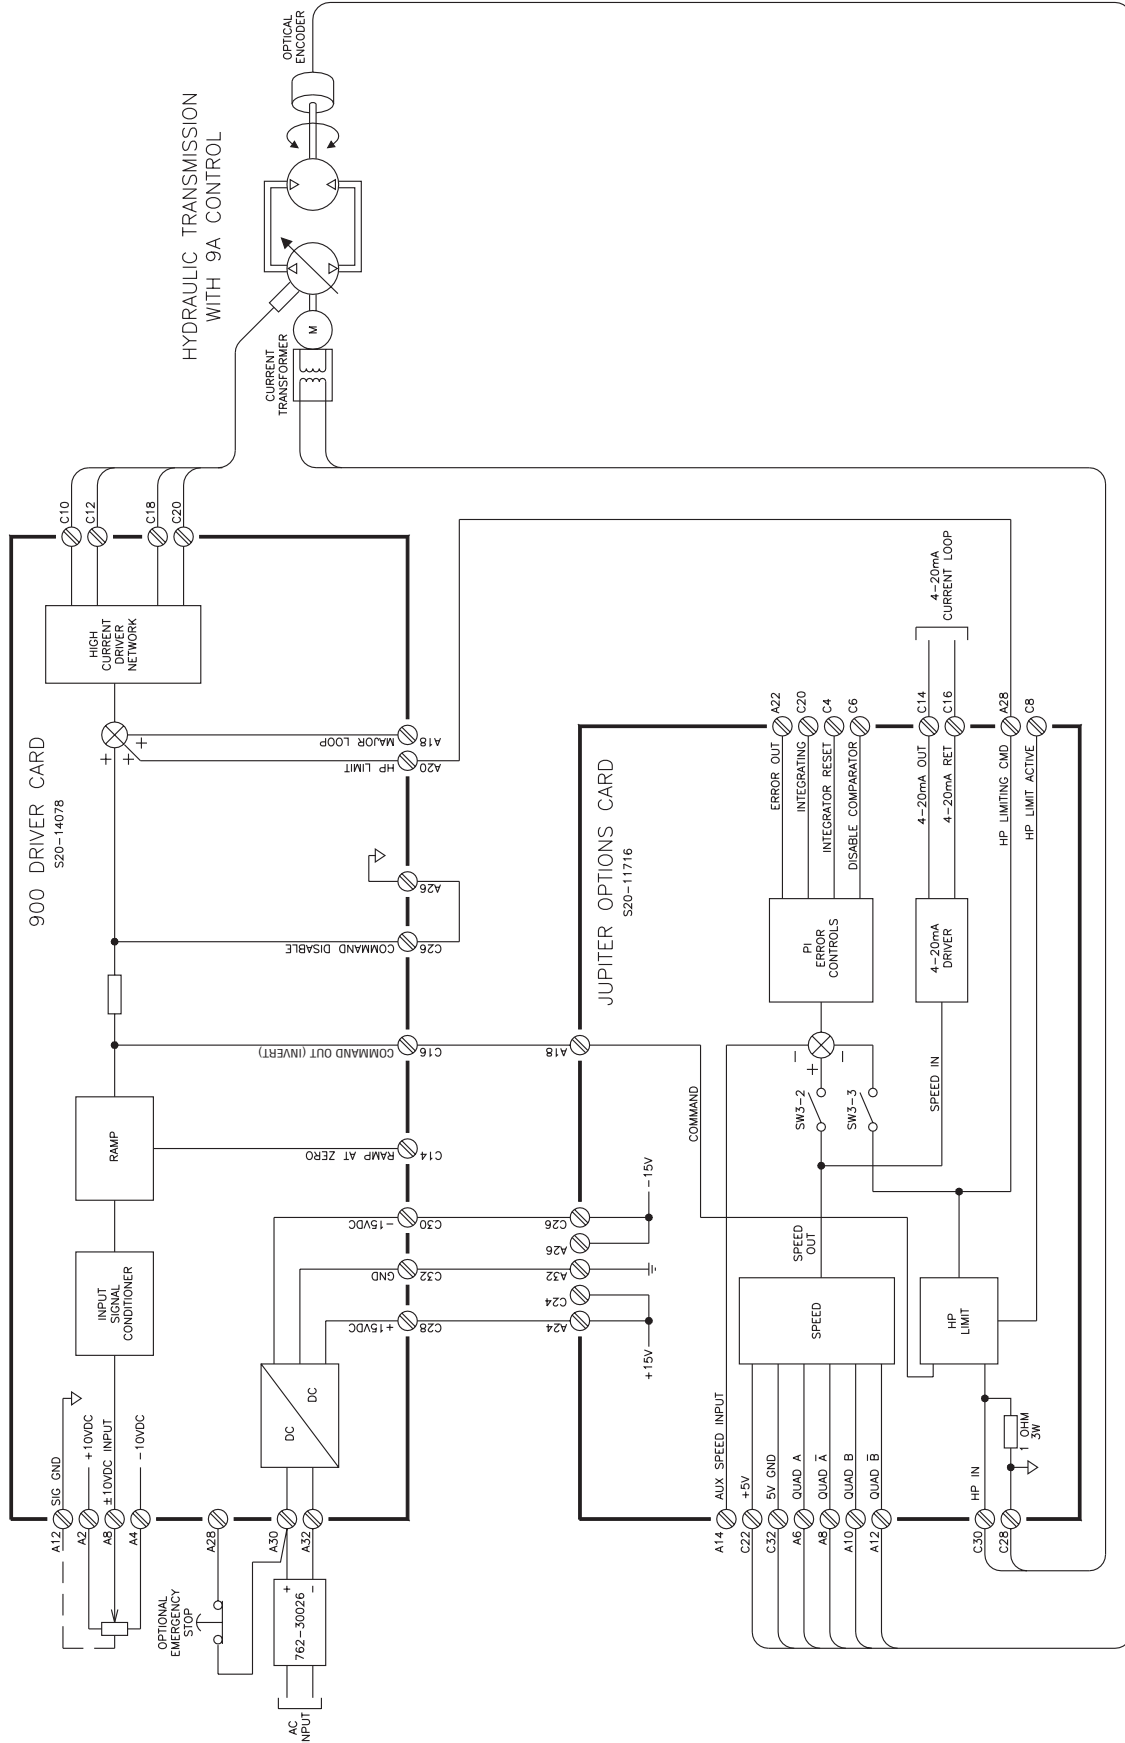 HYDRAULIC TRANSMISSION
WITH 9A CONTROL
OPTICAL
ENCODER
CURRENT
TRANSFORMER
M
900 DRIVER CARD
S20-14078
A12
SIG GND
A2
+10VDC
A8
±10VDC INPUT
A4
-10VDC
INPUT
SIGNAL
CONDITIONER
RAMP
HIGH
CURRENT
DRIVER
NETWORK
C10
C12
C18
C20
+
+
+
A28
A30
A32
OPTIONAL
EMERGENCY
STOP
762-30026
+
-
AC
INPUT
DC
DC
+15VDC
C28
GND
C32
-15VDC
C30
RAMP AT ZERO
C14
COMMAND OUT (INVERT)
C16
COMMAND DISABLE
C26
A26
HP LIMIT
A20
MAJOR LOOP
A18
JUPITER OPTIONS CARD
S20-11716
A24
C24
A32
A26
C26
A18
+15V
-15V
COMMAND
A14
AUX SPEED INPUT
C22
+5V
C32
5V GND
A6
QUAD A
A8
QUAD A̅
A10
QUAD B
A12
QUAD B̅
C30
HP IN
C28
1 OHM
3W
SPEED
SPEED
OUT
HP
LIMIT
SW3-2
SW3-3
SPEED IN
-
+
-
PI
ERROR
CONTROLS
4-20mA
DRIVER
ERROR OUT
A22
INTEGRATING
C20
INTEGRATOR RESET
C4
DISABLE COMPARATOR
C6
4-20mA OUT
C14
4-20mA RET
C16
4-20mA
CURRENT LOOP
HP LIMITING CMD
A28
HP LIMIT ACTIVE
C8